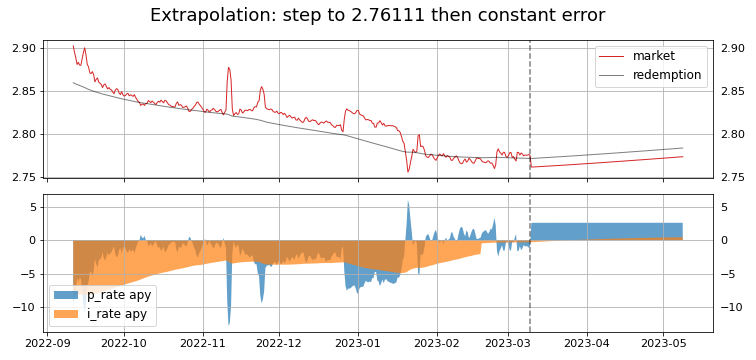 Extrapolation: step to 2.76111 then constant error
2.90 2.90
market
redemption
2.85 2.85
2.80 2.80
2.75 2.75
5 5
0 0
−5 −5
p_rate apy
i_rate apy
−10 −10
2022-09 2022-10 2022-11 2022-12 2023-01 2023-02 2023-03 2023-04 2023-05